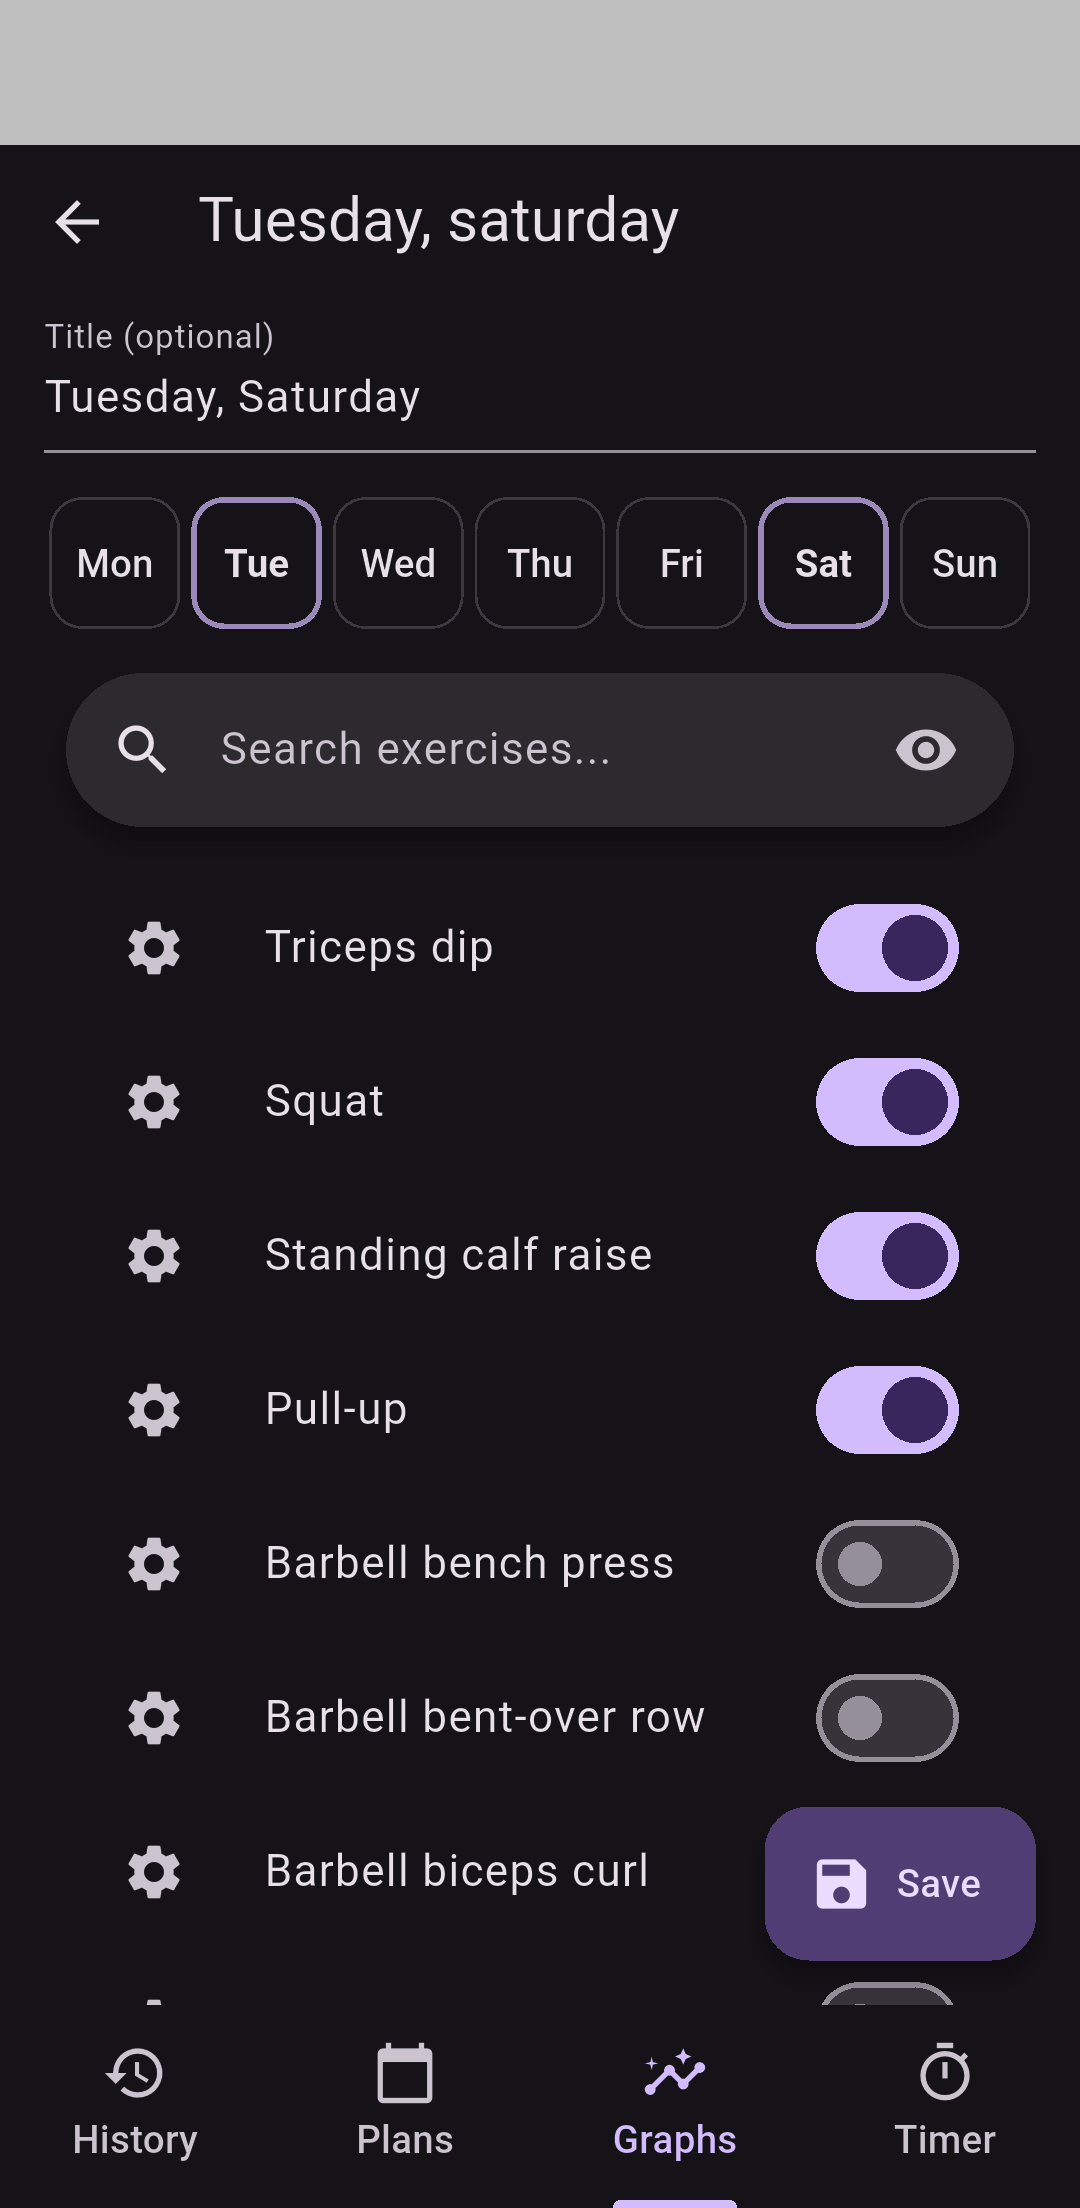 Tuesday, saturday
Title (optional)
Tuesday, Saturday
Mon Tue Wed Thu Fri Sat Sun
Search exercises...
Triceps dip
Squat
Standing calf raise
Pull-up
Barbell bench press
Barbell bent-over row
Barbell biceps curl
Save
History Plans Graphs Timer